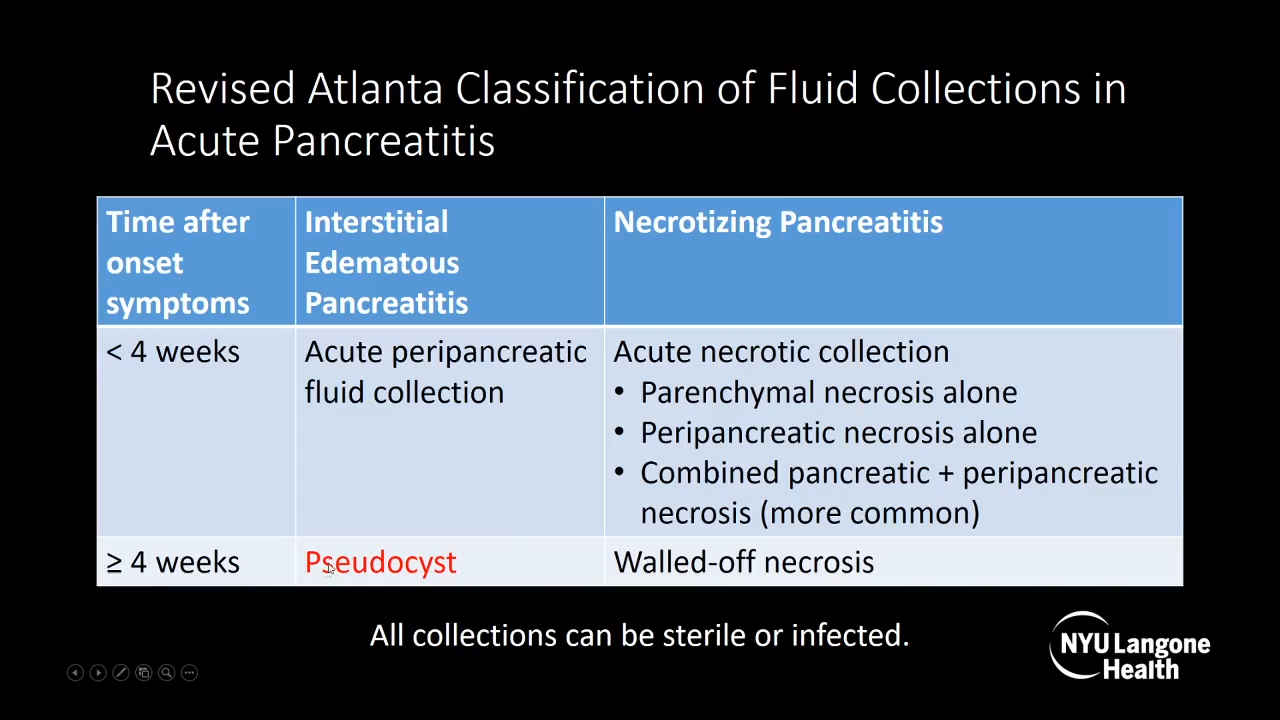 Revised Atlanta Classification of Fluid Collections in
Acute Pancreatitis
Time after
onset
symptoms
Interstitial
Edematous
Pancreatitis
Necrotizing Pancreatitis
< 4 weeks
Acute peripancreatic
fluid collection
Acute necrotic collection
• Parenchymal necrosis alone
• Peripancreatic necrosis alone
• Combined pancreatic + peripancreatic
necrosis (more common)
≥ 4 weeks
Pseudocyst
Walled-off necrosis
All collections can be sterile or infected.
NYU Langone
Health